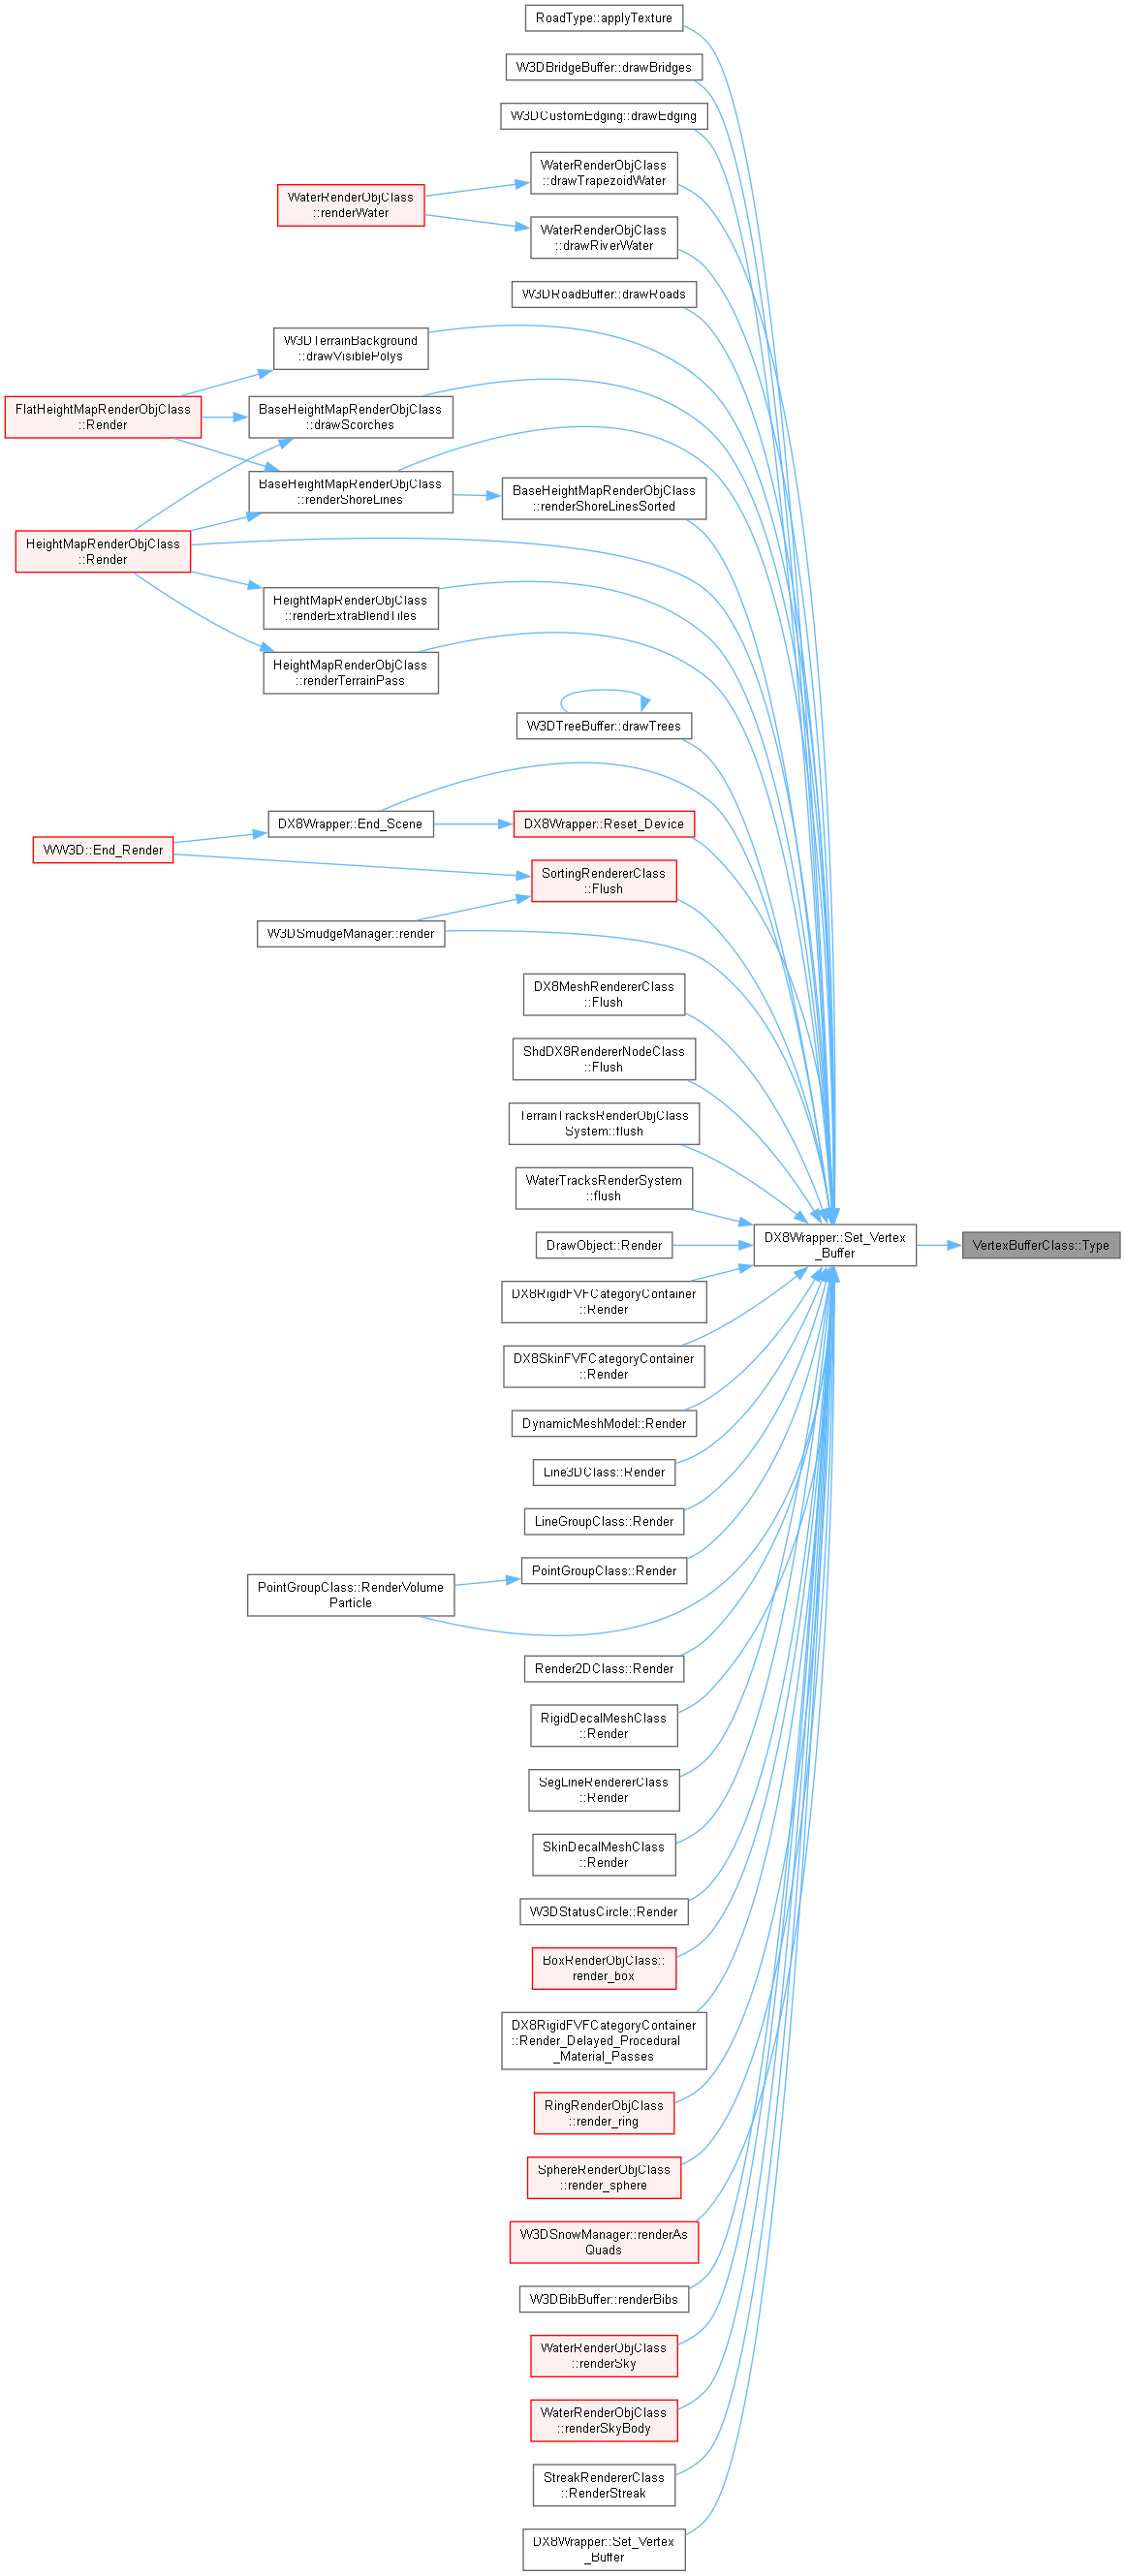 RoadType::applyTexture
W3DBridgeBuffer::drawBridges
W3DCustomEdging::drawEdging
WaterRenderObjClass
::drawTrapezoidWater
WaterRenderObjClass
::renderWater
WaterRenderObjClass
::drawRiverWater
W3DRoadBuffer::drawRoads
W3DTerrainBackground
::drawVisiblePolys
FlatHeightMapRenderObjClass
::Render
BaseHeightMapRenderObjClass
::drawScorches
BaseHeightMapRenderObjClass
::renderShoreLines
BaseHeightMapRenderObjClass
::renderShoreLinesSorted
HeightMapRenderObjClass
::Render
HeightMapRenderObjClass
::renderExtraBlendTiles
HeightMapRenderObjClass
::renderTerrainPass
W3DTreeBuffer::drawTrees
DX8Wrapper::End_Scene
DX8Wrapper::Reset_Device
WW3D::End_Render
SortingRendererClass
::Flush
W3DSmudgeManager::render
DX8MeshRendererClass
::Flush
ShdDX8RendererNodeClass
::Flush
TerrainTracksRenderObjClass
System::flush
WaterTracksRenderSystem
::flush
DX8Wrapper::Set_Vertex
_Buffer
VertexBufferClass::Type
DrawObject::Render
DX8RigidFVFCategoryContainer
::Render
DX8SkinFVFCategoryContainer
::Render
DynamicMeshModel::Render
Line3DClass::Render
LineGroupClass::Render
PointGroupClass::Render
PointGroupClass::RenderVolume
Particle
Render2DClass::Render
RigidDecalMeshClass
::Render
SegLineRendererClass
::Render
SkinDecalMeshClass
::Render
W3DStatusCircle::Render
BoxRenderObjClass::
render_box
DX8RigidFVFCategoryContainer
::Render_Delayed_Procedural
_Material_Passes
RingRenderObjClass
::render_ring
SphereRenderObjClass
::render_sphere
W3DSnowManager::renderAs
Quads
W3DBibBuffer::renderBibs
WaterRenderObjClass
::renderSky
WaterRenderObjClass
::renderSkyBody
StreakRendererClass
::RenderStreak
DX8Wrapper::Set_Vertex
_Buffer